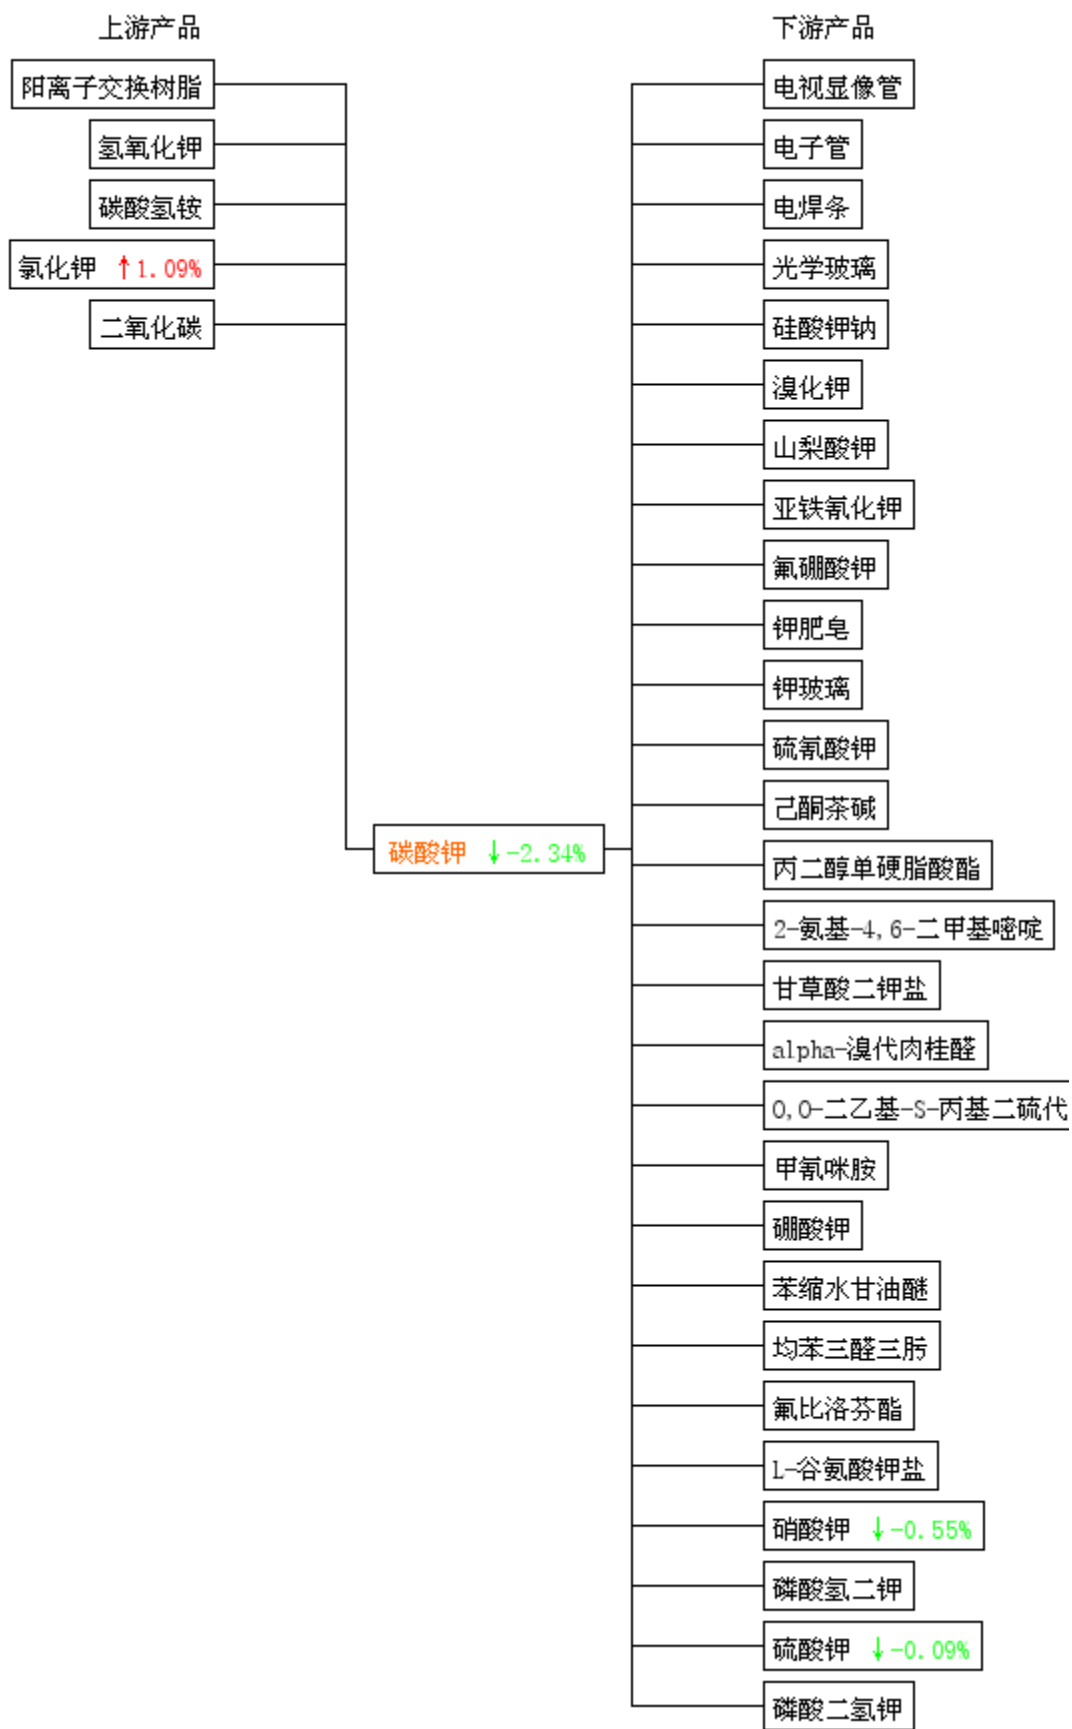 上游产品
阳离子交换树脂
氢氧化钾
碳酸氢铵
氯化钾 ↑1.09%
二氧化碳
碳酸钾 ↓-2.34%
下游产品
电视显像管
电子管
电焊条
光学玻璃
硅酸钾钠
溴化钾
山梨酸钾
亚铁氰化钾
氟硼酸钾
钾肥皂
钾玻璃
硫氰酸钾
己酮茶碱
丙二醇单硬脂酸酯
2-氨基-4,6-二甲基嘧啶
甘草酸二钾盐
alpha-溴代肉桂醛
O,O-二乙基-S-丙基二硫代
甲氰咪胺
硼酸钾
苯缩水甘油醚
均苯三醛三肟
氟比洛芬酯
L-谷氨酸钾盐
硝酸钾 ↓-0.55%
磷酸氢二钾
硫酸钾 ↓-0.09%
磷酸二氢钾